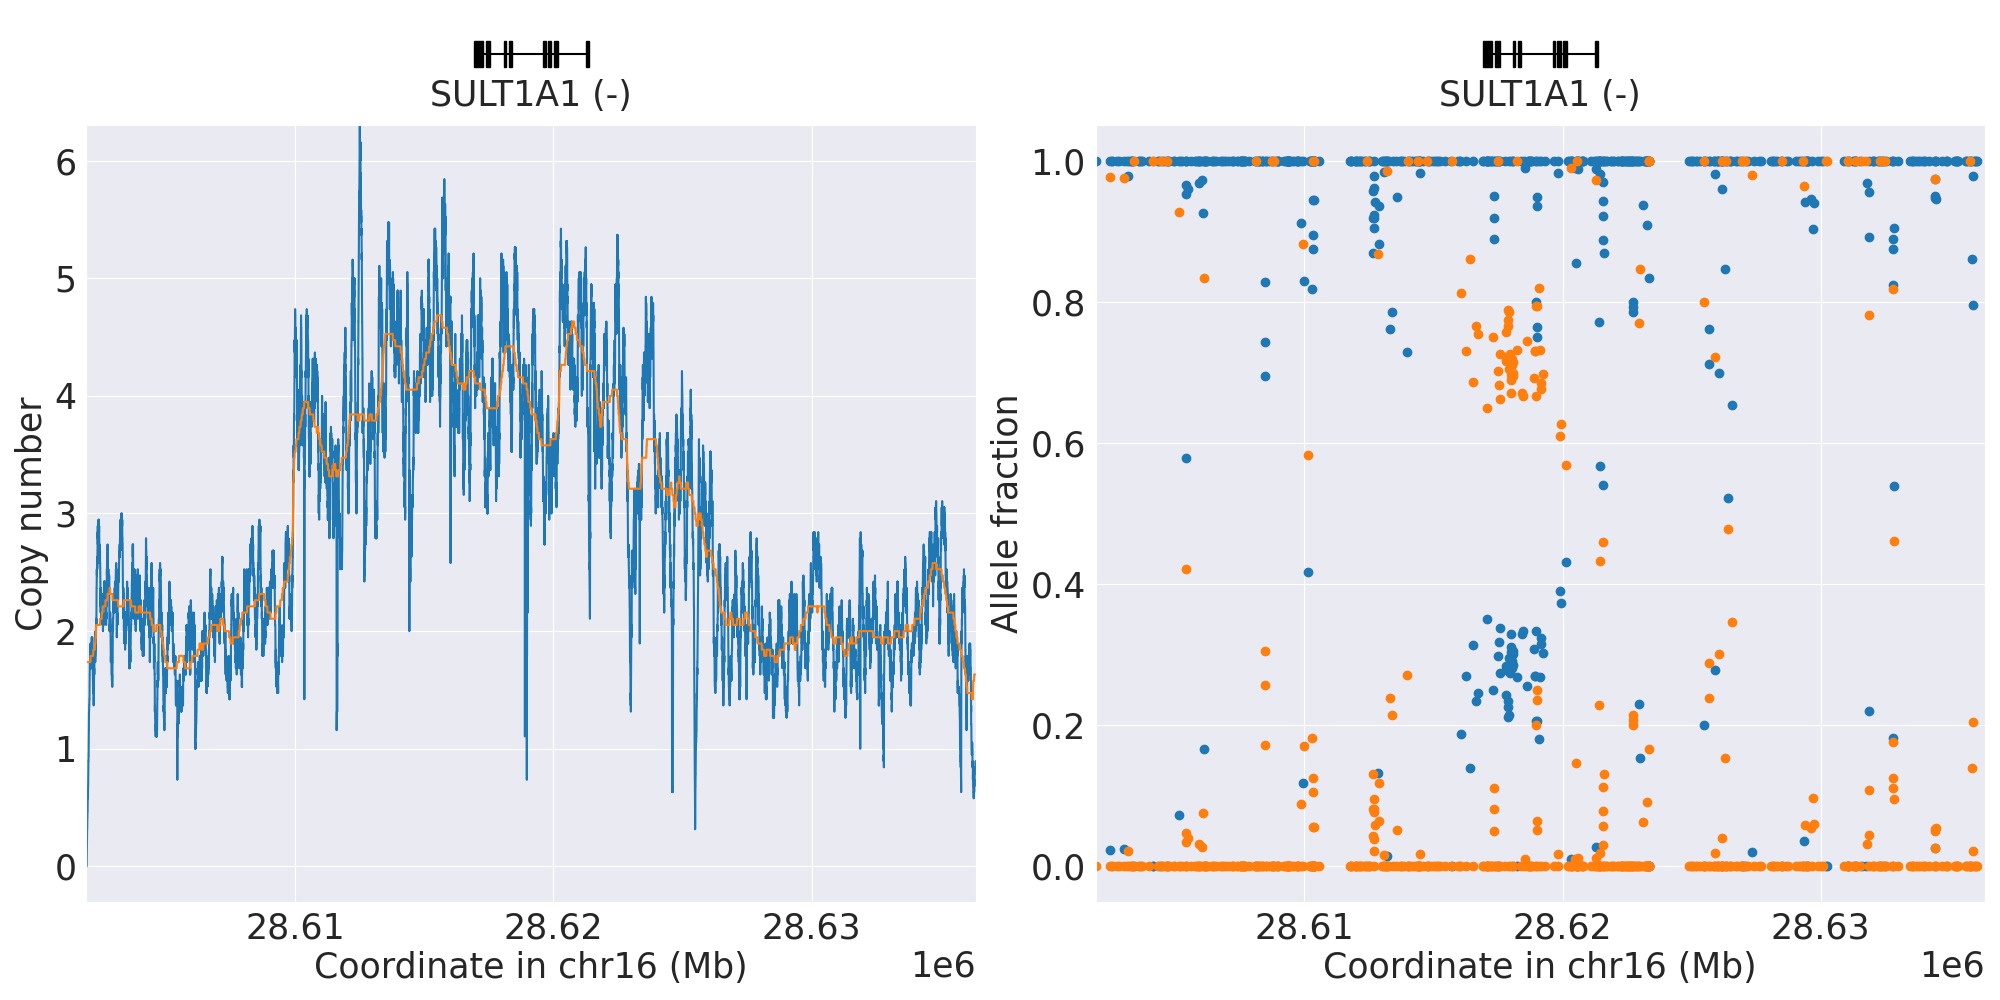 SULT1A1 (-)
6
5
4
3
2
1
0
Copy number
28.61
28.62
28.63
Coordinate in chr16 (Mb)
1e6
SULT1A1 (-)
1.0
0.8
0.6
0.4
0.2
0.0
Allele fraction
28.61
28.62
28.63
Coordinate in chr16 (Mb)
1e6